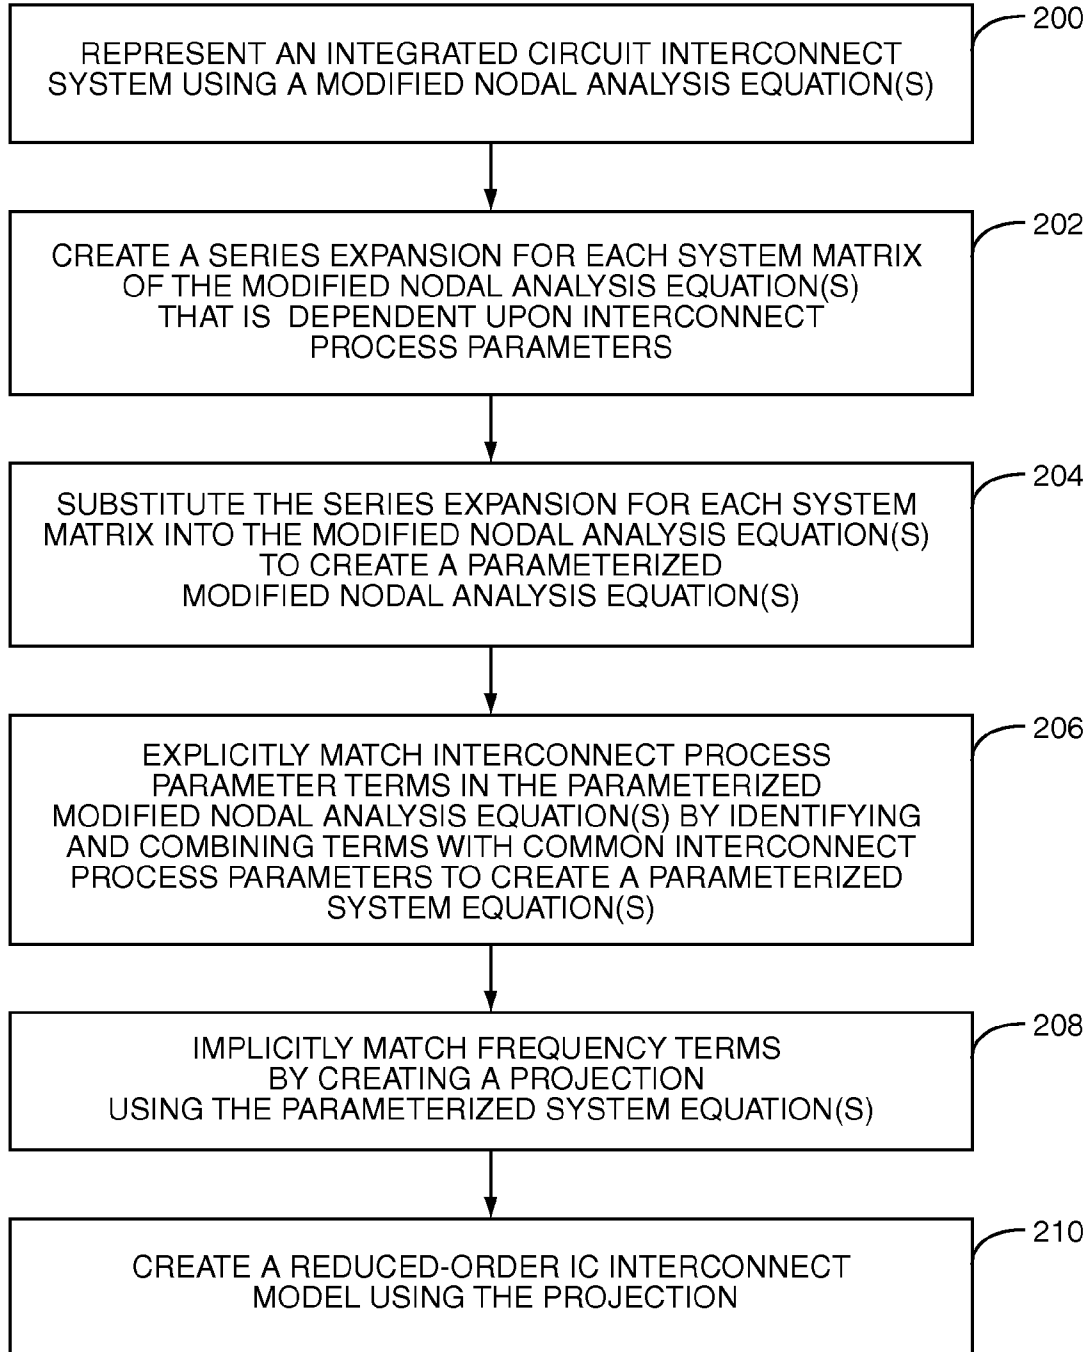 200
REPRESENT AN INTEGRATED CIRCUIT INTERCONNECT
SYSTEM USING A MODIFIED NODAL ANALYSIS EQUATION(S)
202
CREATE A SERIES EXPANSION FOR EACH SYSTEM MATRIX
OF THE MODIFIED NODAL ANALYSIS EQUATION(S)
THAT IS DEPENDENT UPON INTERCONNECT
PROCESS PARAMETERS
204
SUBSTITUTE THE SERIES EXPANSION FOR EACH SYSTEM
MATRIX INTO THE MODIFIED NODAL ANALYSIS EQUATION(S)
TO CREATE A PARAMETERIZED
MODIFIED NODAL ANALYSIS EQUATION(S)
206
EXPLICITLY MATCH INTERCONNECT PROCESS
PARAMETER TERMS IN THE PARAMETERIZED
MODIFIED NODAL ANALYSIS EQUATION(S) BY IDENTIFYING
AND COMBINING TERMS WITH COMMON INTERCONNECT
PROCESS PARAMETERS TO CREATE A PARAMETERIZED
SYSTEM EQUATION(S)
208
IMPLICITLY MATCH FREQUENCY TERMS
BY CREATING A PROJECTION
USING THE PARAMETERIZED SYSTEM EQUATION(S)
210
CREATE A REDUCED-ORDER IC INTERCONNECT
MODEL USING THE PROJECTION